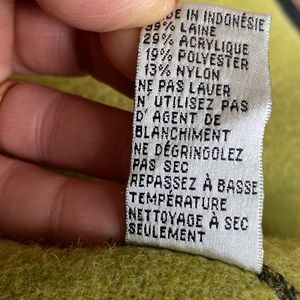 DE IN INDONÉSIE
39% LAINE
29% ACRYLIQUE
19% POLYESTER
13% NYLON
NE PAS LAVER
N'UTILISEZ PAS
D'AGENT DE
BLANCHIMENT
NE DÉGRINGOLEZ
PAS SEC
REPASSEZ À BASSE
TEMPÉRATURE
NETTOYAGE À SEC
SEULEMENT